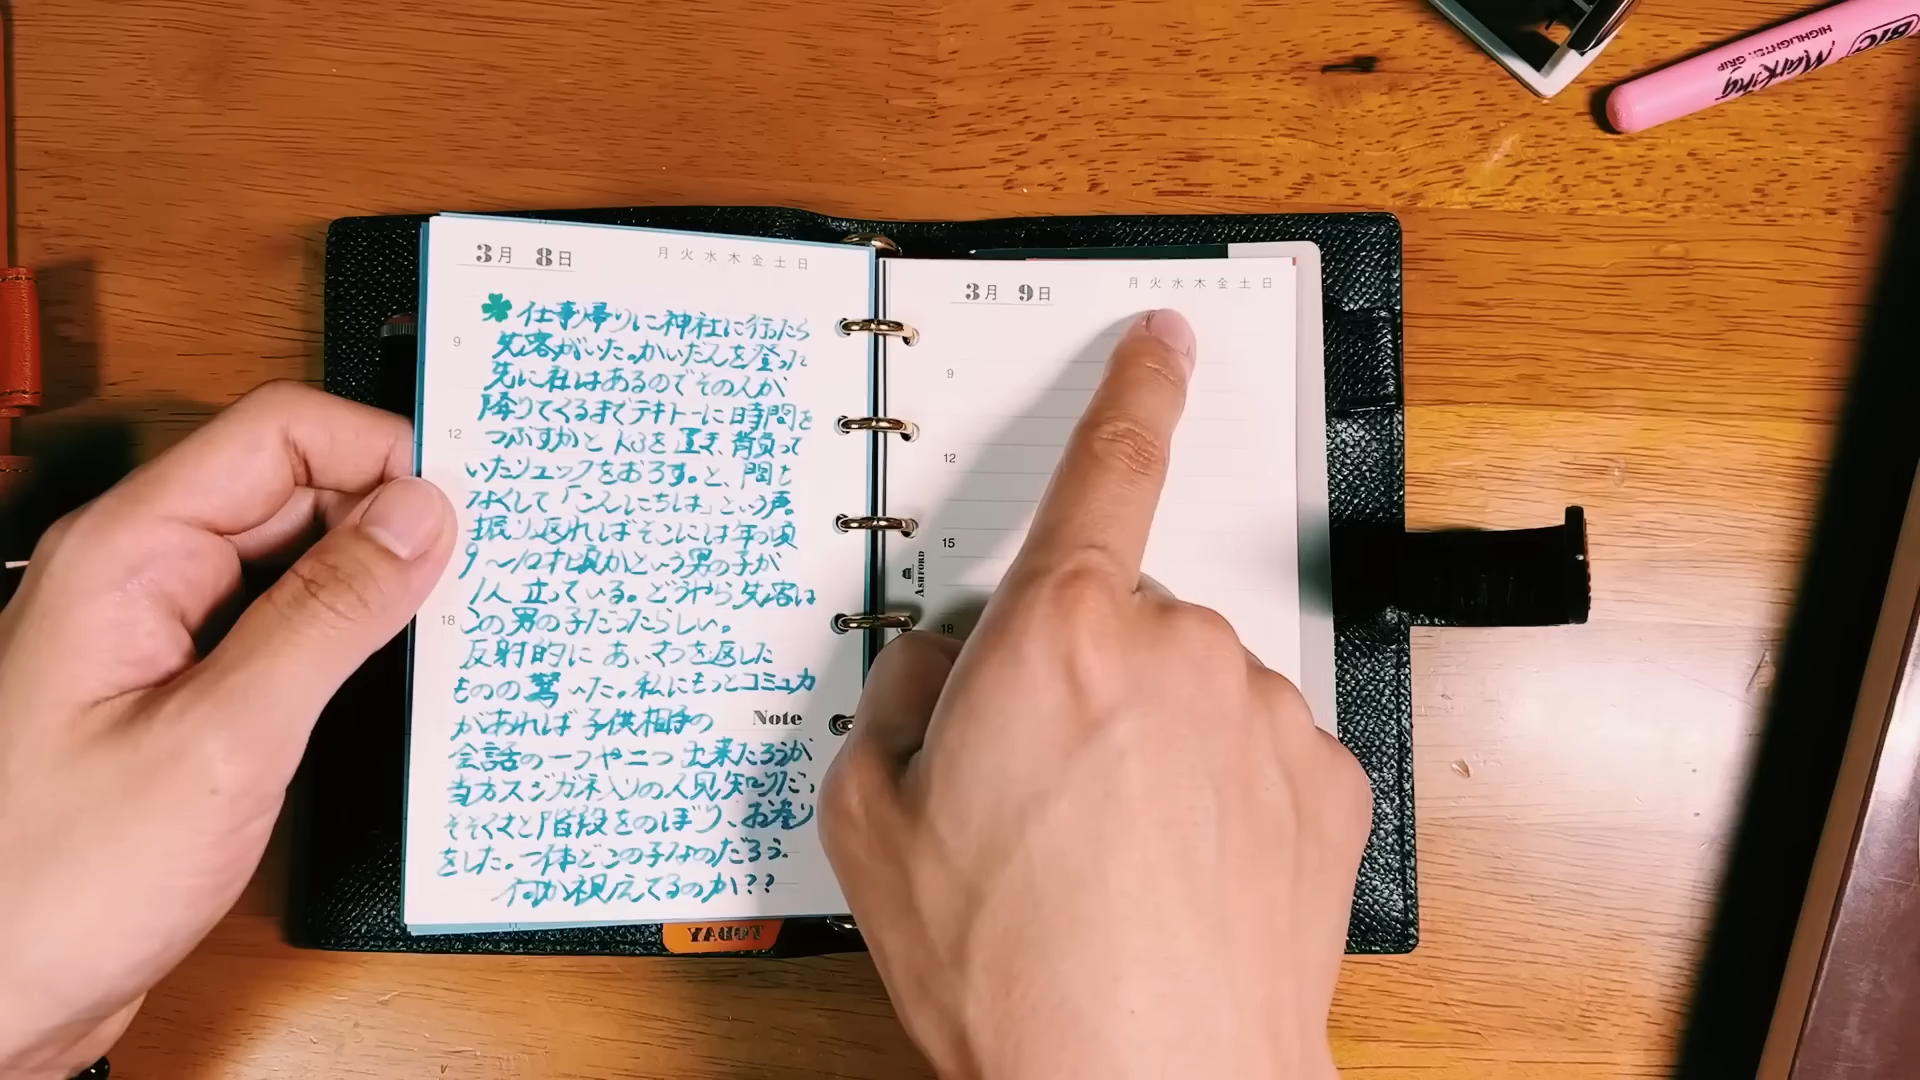 3月 8日
月 火 水 木 金 土 日
仕事帰りに神社に行ったら
先客がいた。かいだんを登った
先に社はあるのでその人が
降りてくるまでテキトーに時間を
つぶすかと 置き、背負って
いたリュックをおろす。と、間を
なくして「こんにちは」という声。
振り返ればそこには年の頃
9〜10才頃かという男の子が
1人立っている。どうやら先客は
この男の子だったらしい。
反射的にあいさつを返した
ものの驚いた。私にもっとコミュ力
があれば子供相手の
会話の一つや二つ出来たろうが
当方スジガネ入りの人見知りだ。
そそくさと階段をのぼり、お参り
をした。一体どこの子なのだろう。
何か視えてるのか??
9
12
18
Note
TODAY
3月 9日
月 火 水 木 金 土 日
9
12
15
18
ASHFORD
BIC
Marking
HIGHLIGHTER GRIP